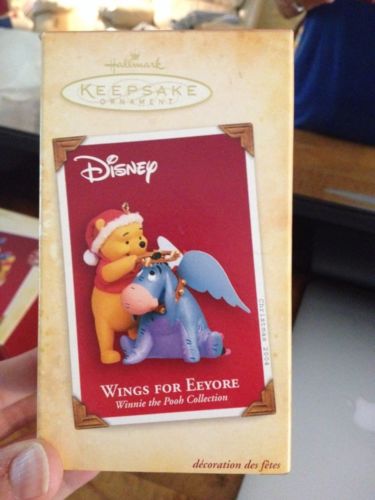 Hallmark
KEEPSAKE
ORNAMENT
Disney
Christmas 2004
WINGS FOR EEYORE
Winnie the Pooh Collection
décoration des fêtes